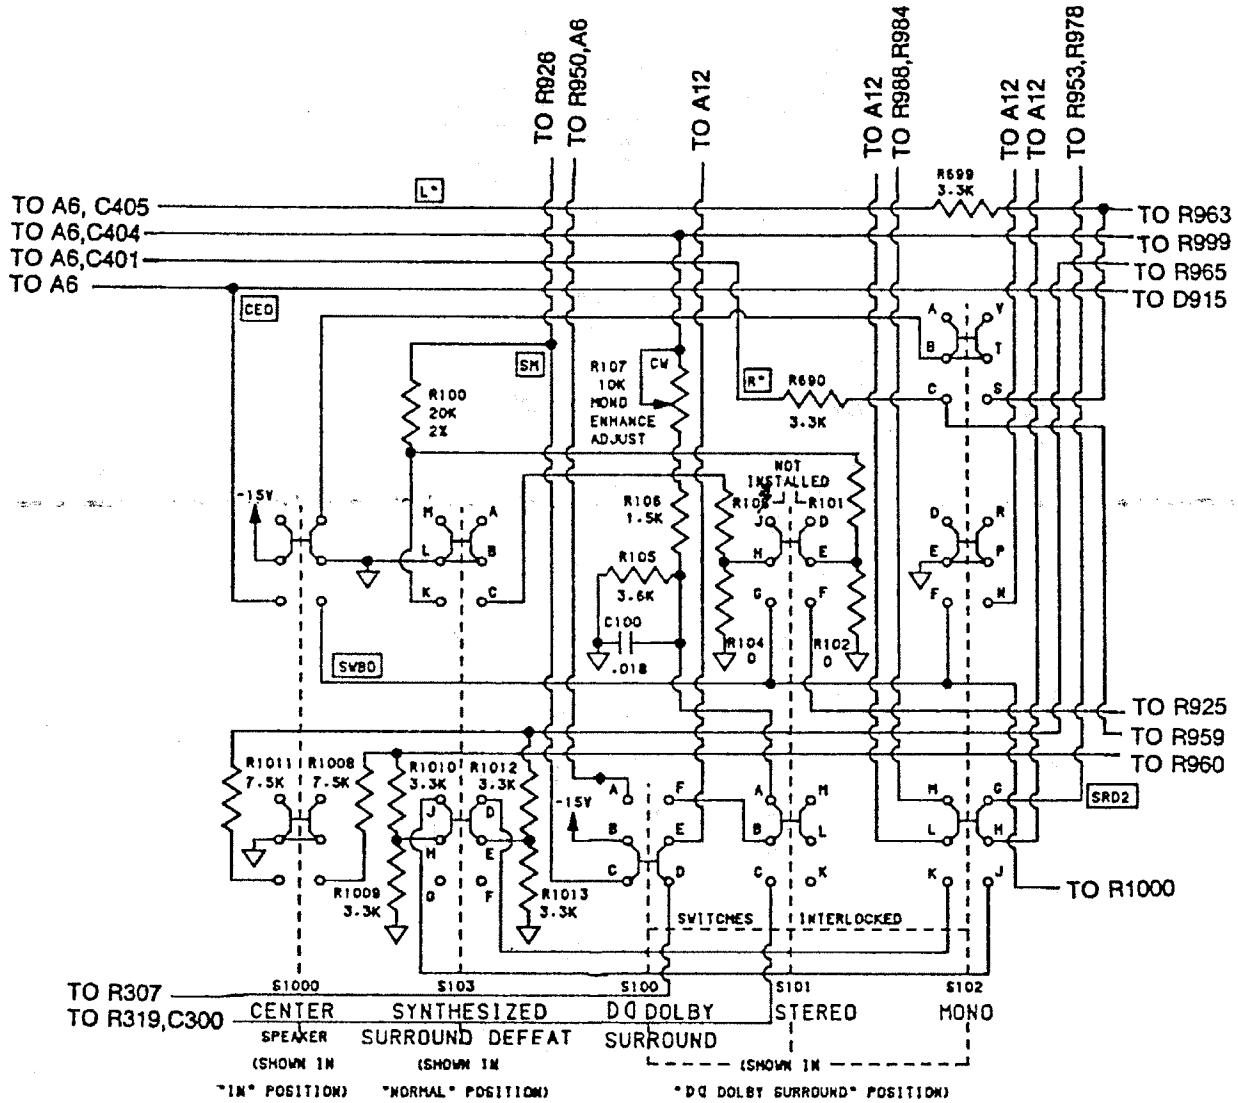 TO R926
TO R950,A6
TO A12
TO A12
TO R988,R984
TO A12
TO A12
TO R953,R978
L*
R699
3.3K
TO A6, C405
TO A6,C404
TO A6,C401
TO A6
TO R963
TO R999
TO R965
TO D915
CED
SM
R*
CW
R107
10K
MONO
ENHANCE
ADJUST
R690
3.3K
R100
20K
2%
A
B
C
Y
T
S
NOT
INSTALLED
R101
-15V
M
L
K
A
B
C
R106
1.5K
R105
3.6K
C100
.018
J
H
G
D
E
F
R104
0
R102
0
D
E
F
R
P
N
SWBD
TO R925
TO R959
TO R960
R1011
7.5K
R1008
7.5K
R1010
3.3K
R1012
3.3K
J
H
G
D
E
F
R1009
3.3K
R1013
3.3K
-15V
A
B
C
F
E
D
A
B
C
M
L
K
M
L
K
G
H
J
SRD2
TO R1000
SWITCHES INTERLOCKED
TO R307
TO R319,C300
S1000
CENTER
SPEAKER
(SHOWN IN
"IN" POSITION)
S103
SYNTHESIZED
SURROUND DEFEAT
(SHOWN IN
"NORMAL" POSITION)
S100
DOLBY
SURROUND
S101
STEREO
S102
MONO
(SHOWN IN
DOLBY SURROUND" POSITION)